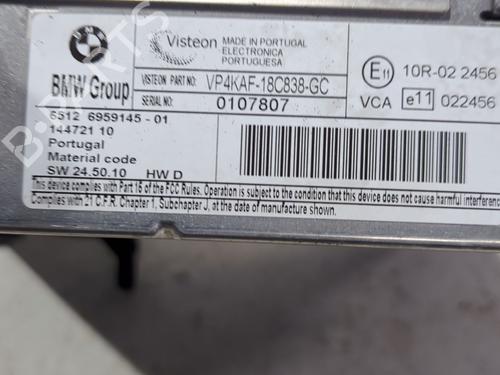 Visteon
MADE IN PORTUGAL
ELECTRONICA
PORTUGUESA
BMW Group
VISTEON PART NO:
VP4KAF-18C838-GC
SERIAL NO:
0107807
E11 10R-02 2456
VCA e11 022456
6512 6959145 - 01
144721 10
Portugal
Material code
SW 24.50.10 HW D
This device complies with Part 15 of the FCC Rules. Operation is subject to the condition that this device does not cause harmful interference
Complies with 21 C.F.R. Chapter 1, Subchapter J, at the date of manufacture.
B-PARTS